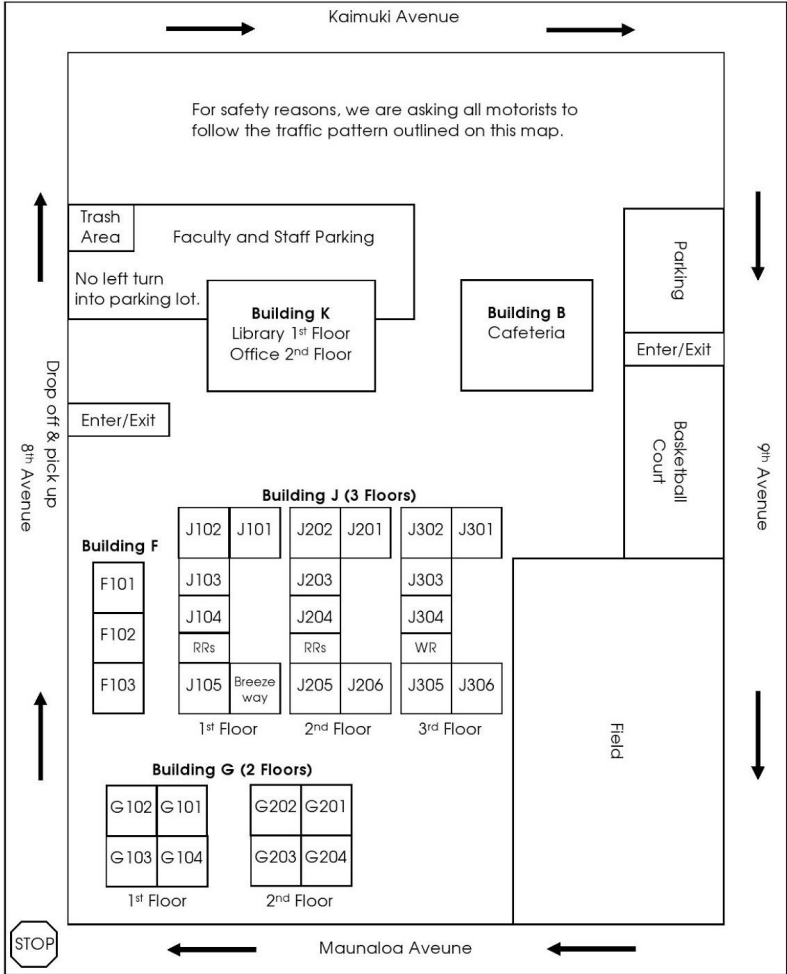 Kaimuki Avenue
For safety reasons, we are asking all motorists to
follow the traffic pattern outlined on this map.
Trash
Area
Faculty and Staff Parking
No left turn
into parking lot.
Building K
Library 1st Floor
Office 2nd Floor
Building B
Cafeteria
Parking
Enter/Exit
Drop off & pick up
8th Avenue
Enter/Exit
Basketball
Court
9th Avenue
Building J (3 Floors)
J102 J101
J202 J201
J302 J301
Building F
F101
F102
F103
J103
J203
J303
J104
J204
J304
RRs
RRs
WR
J105
Breeze
way
J205 J206
J305 J306
1st Floor
2nd Floor
3rd Floor
Field
Building G (2 Floors)
G102 G101
G202 G201
G103 G104
G203 G204
1st Floor
2nd Floor
STOP
Maunaloa Aveune